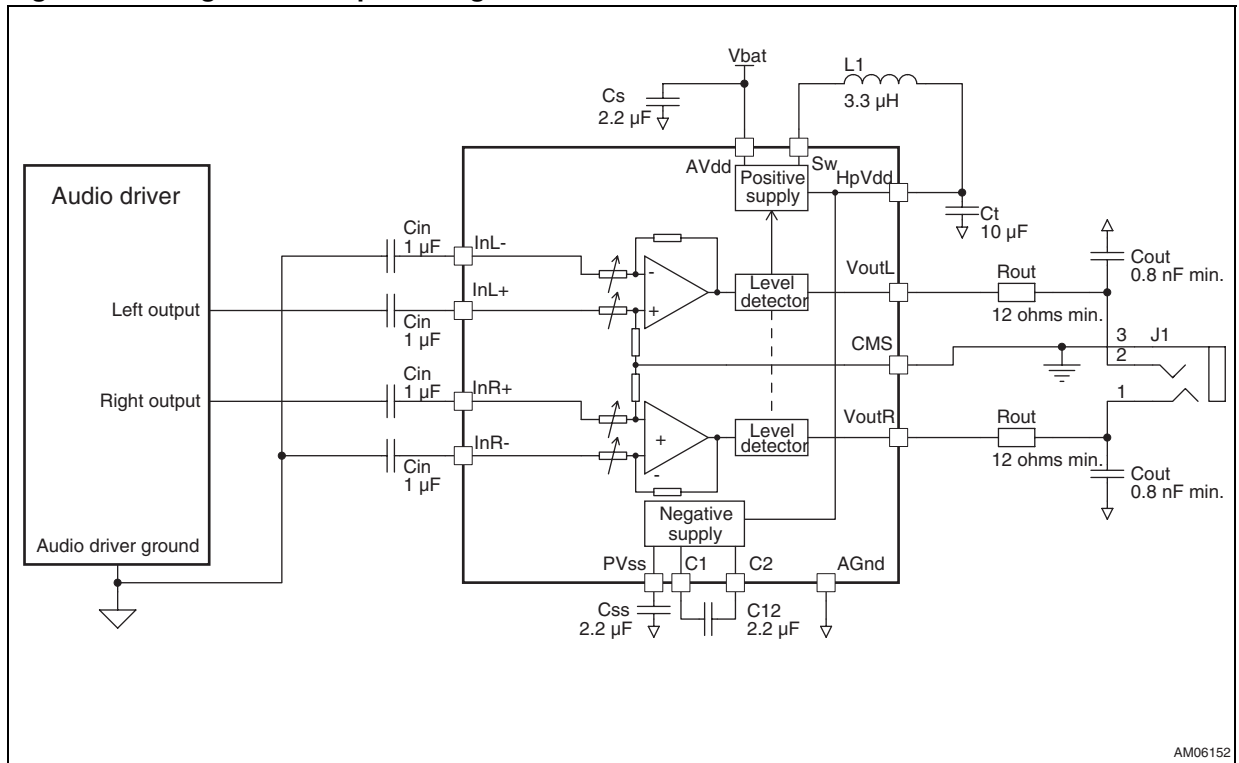 Vbat
L1
3.3 µH
Cs
2.2 µF
AVdd
Sw
HpVdd
Positive
supply
Ct
10 µF
Audio driver
Cin
1 µF
InL-
-
Level
detector
VoutL
Rout
12 ohms min.
Cout
0.8 nF min.
Left output
Cin
1 µF
InL+
+
CMS
3
J1
2
1
Right output
Cin
1 µF
InR+
+
Level
detector
VoutR
Rout
12 ohms min.
Cout
0.8 nF min.
Cin
1 µF
InR-
-
Negative
supply
Audio driver ground
PVss
C1
C2
AGnd
Css
2.2 µF
C12
2.2 µF
AM06152